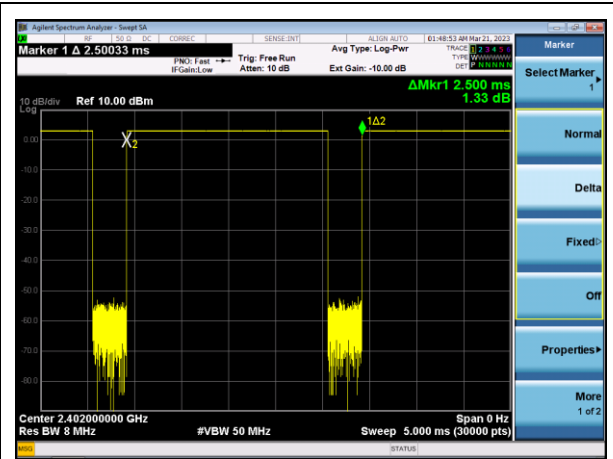 Agilent Spectrum Analyzer - Swept SA
RF 50 Ω DC CORREC SENSE:INT ALIGN AUTO 01:48:53 AM Mar 21, 2023
Marker 1 Δ 2.50033 ms
PNO: Fast
IFGain:Low
Trig: Free Run
Atten: 10 dB
Avg Type: Log-Pwr
Ext Gain: -10.00 dB
TRACE 1 2 3 4 5 6
TYPE WWWWWW
DET P NNNNN
ΔMkr1 2.500 ms
1.33 dB
10 dB/div Ref 10.00 dBm
Log
1Δ2
X2
0.00
-10.0
-20.0
-30.0
-40.0
-50.0
-60.0
-70.0
-80.0
Center 2.402000000 GHz Span 0 Hz
Res BW 8 MHz #VBW 50 MHz Sweep 5.000 ms (30000 pts)
MSG STATUS
Marker
Select Marker
1
Normal
Delta
Fixed
Off
Properties
More
1 of 2